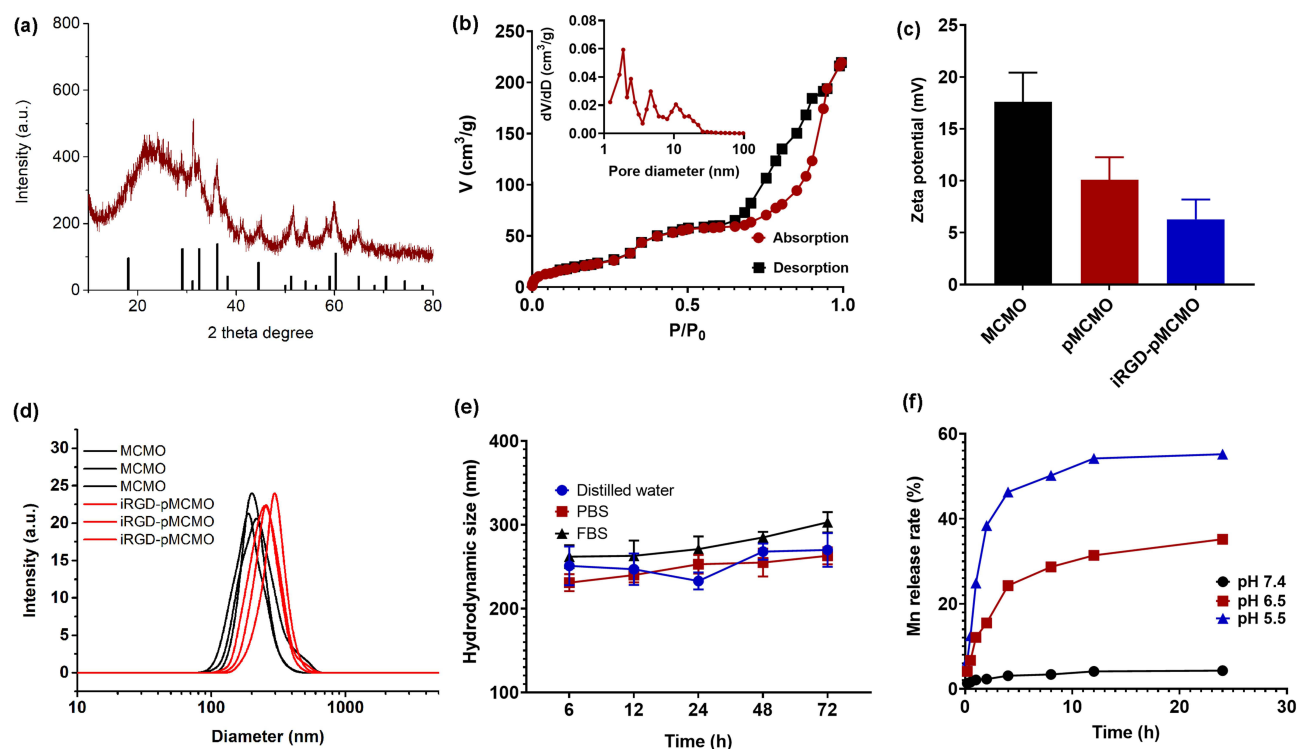 (a)
800
600
400
200
0
Intensity (a.u.)
20
40
60
80
2 theta degree
(b)
250
200
150
100
50
0
V (cm³/g)
0.0
0.5
1.0
P/P₀
0.08
0.06
0.04
0.02
0.00
dV/dD (cm³/g)
1
10
100
Pore diameter (nm)
Absorption
Desorption
(c)
25
20
15
10
5
0
Zeta potential (mV)
MCMO
pMCMO
iRGD-pMCMO
(d)
30
25
20
15
10
5
0
Intensity (a.u.)
MCMO
MCMO
MCMO
iRGD-pMCMO
iRGD-pMCMO
iRGD-pMCMO
10
100
1000
Diameter (nm)
(e)
400
300
200
100
Hydrodynamic size (nm)
Distilled water
PBS
FBS
6
12
24
48
72
Time (h)
(f)
60
40
20
0
Mn release rate (%)
pH 7.4
pH 6.5
pH 5.5
0
10
20
30
Time (h)